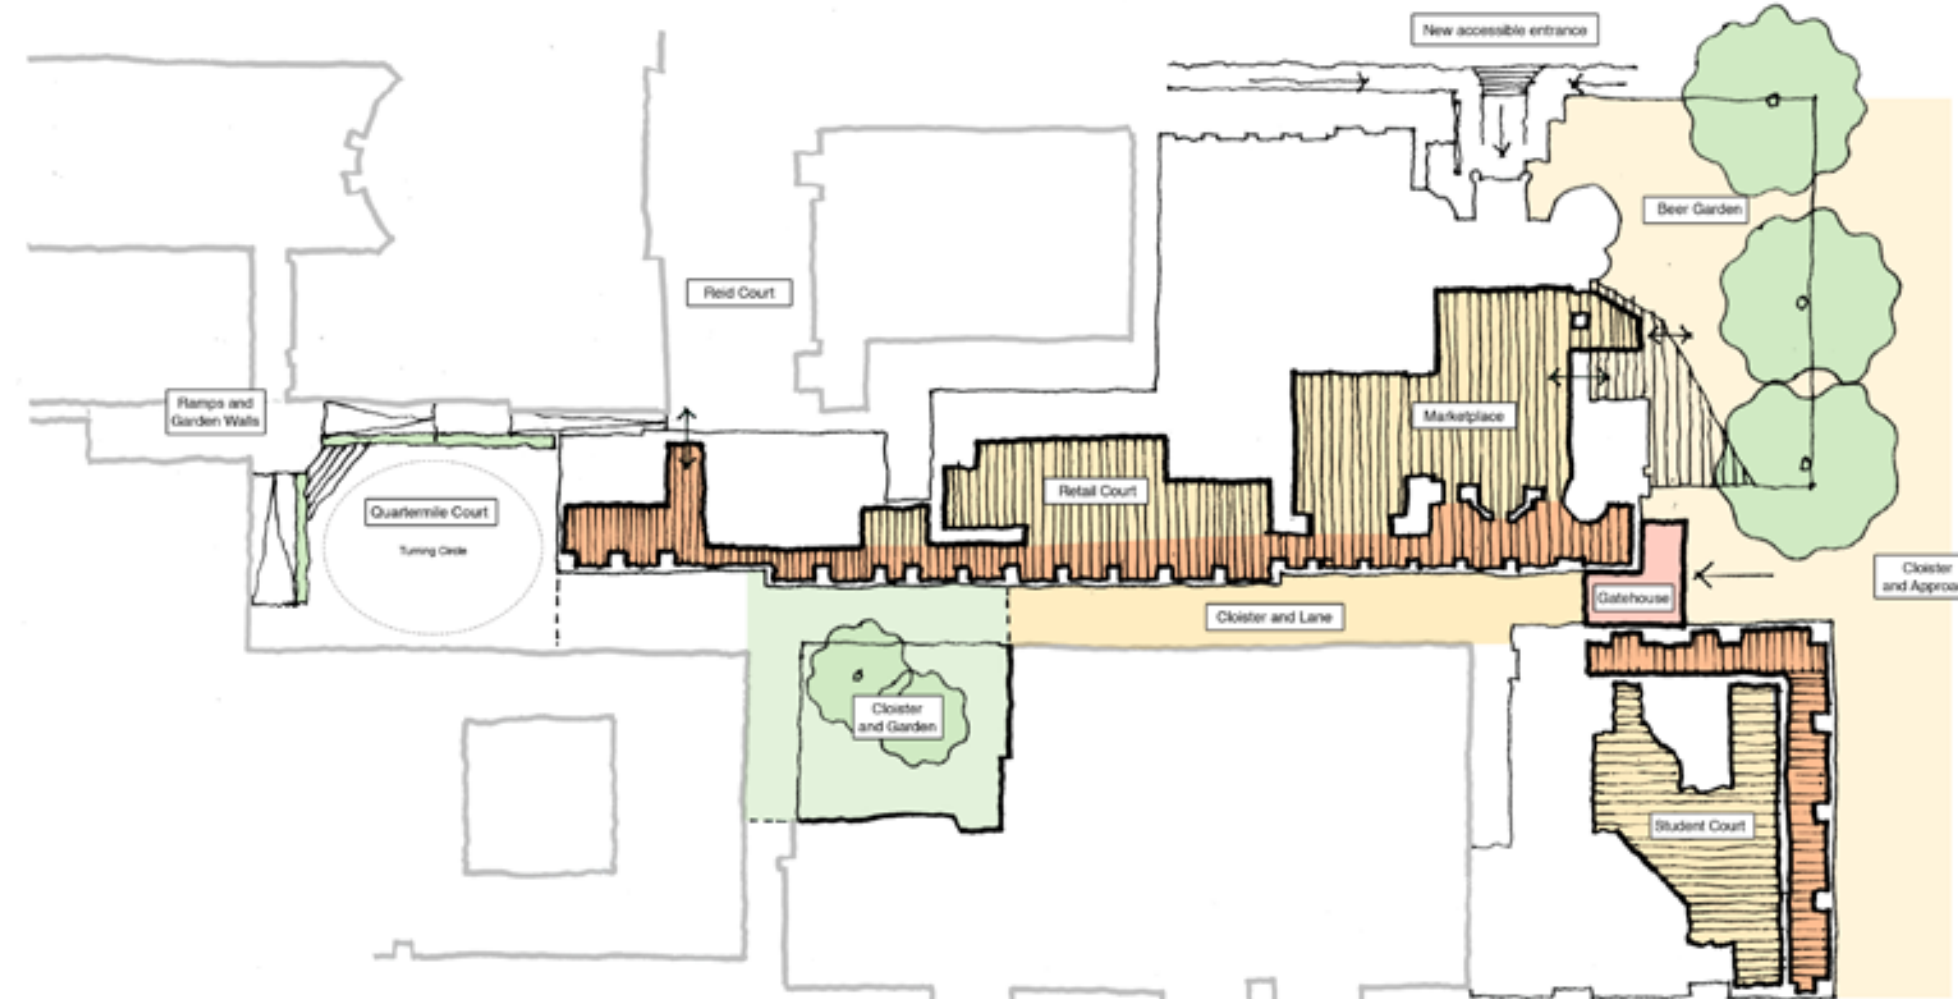 New accessible entrance
Beer Garden
Reid Court
Ramps and
Garden Walls
Marketplace
Retail Court
Quartermile Court
Turning Circle
Gatehouse
Cloister
and Approa
Cloister and Lane
Cloister
and Garden
Student Court